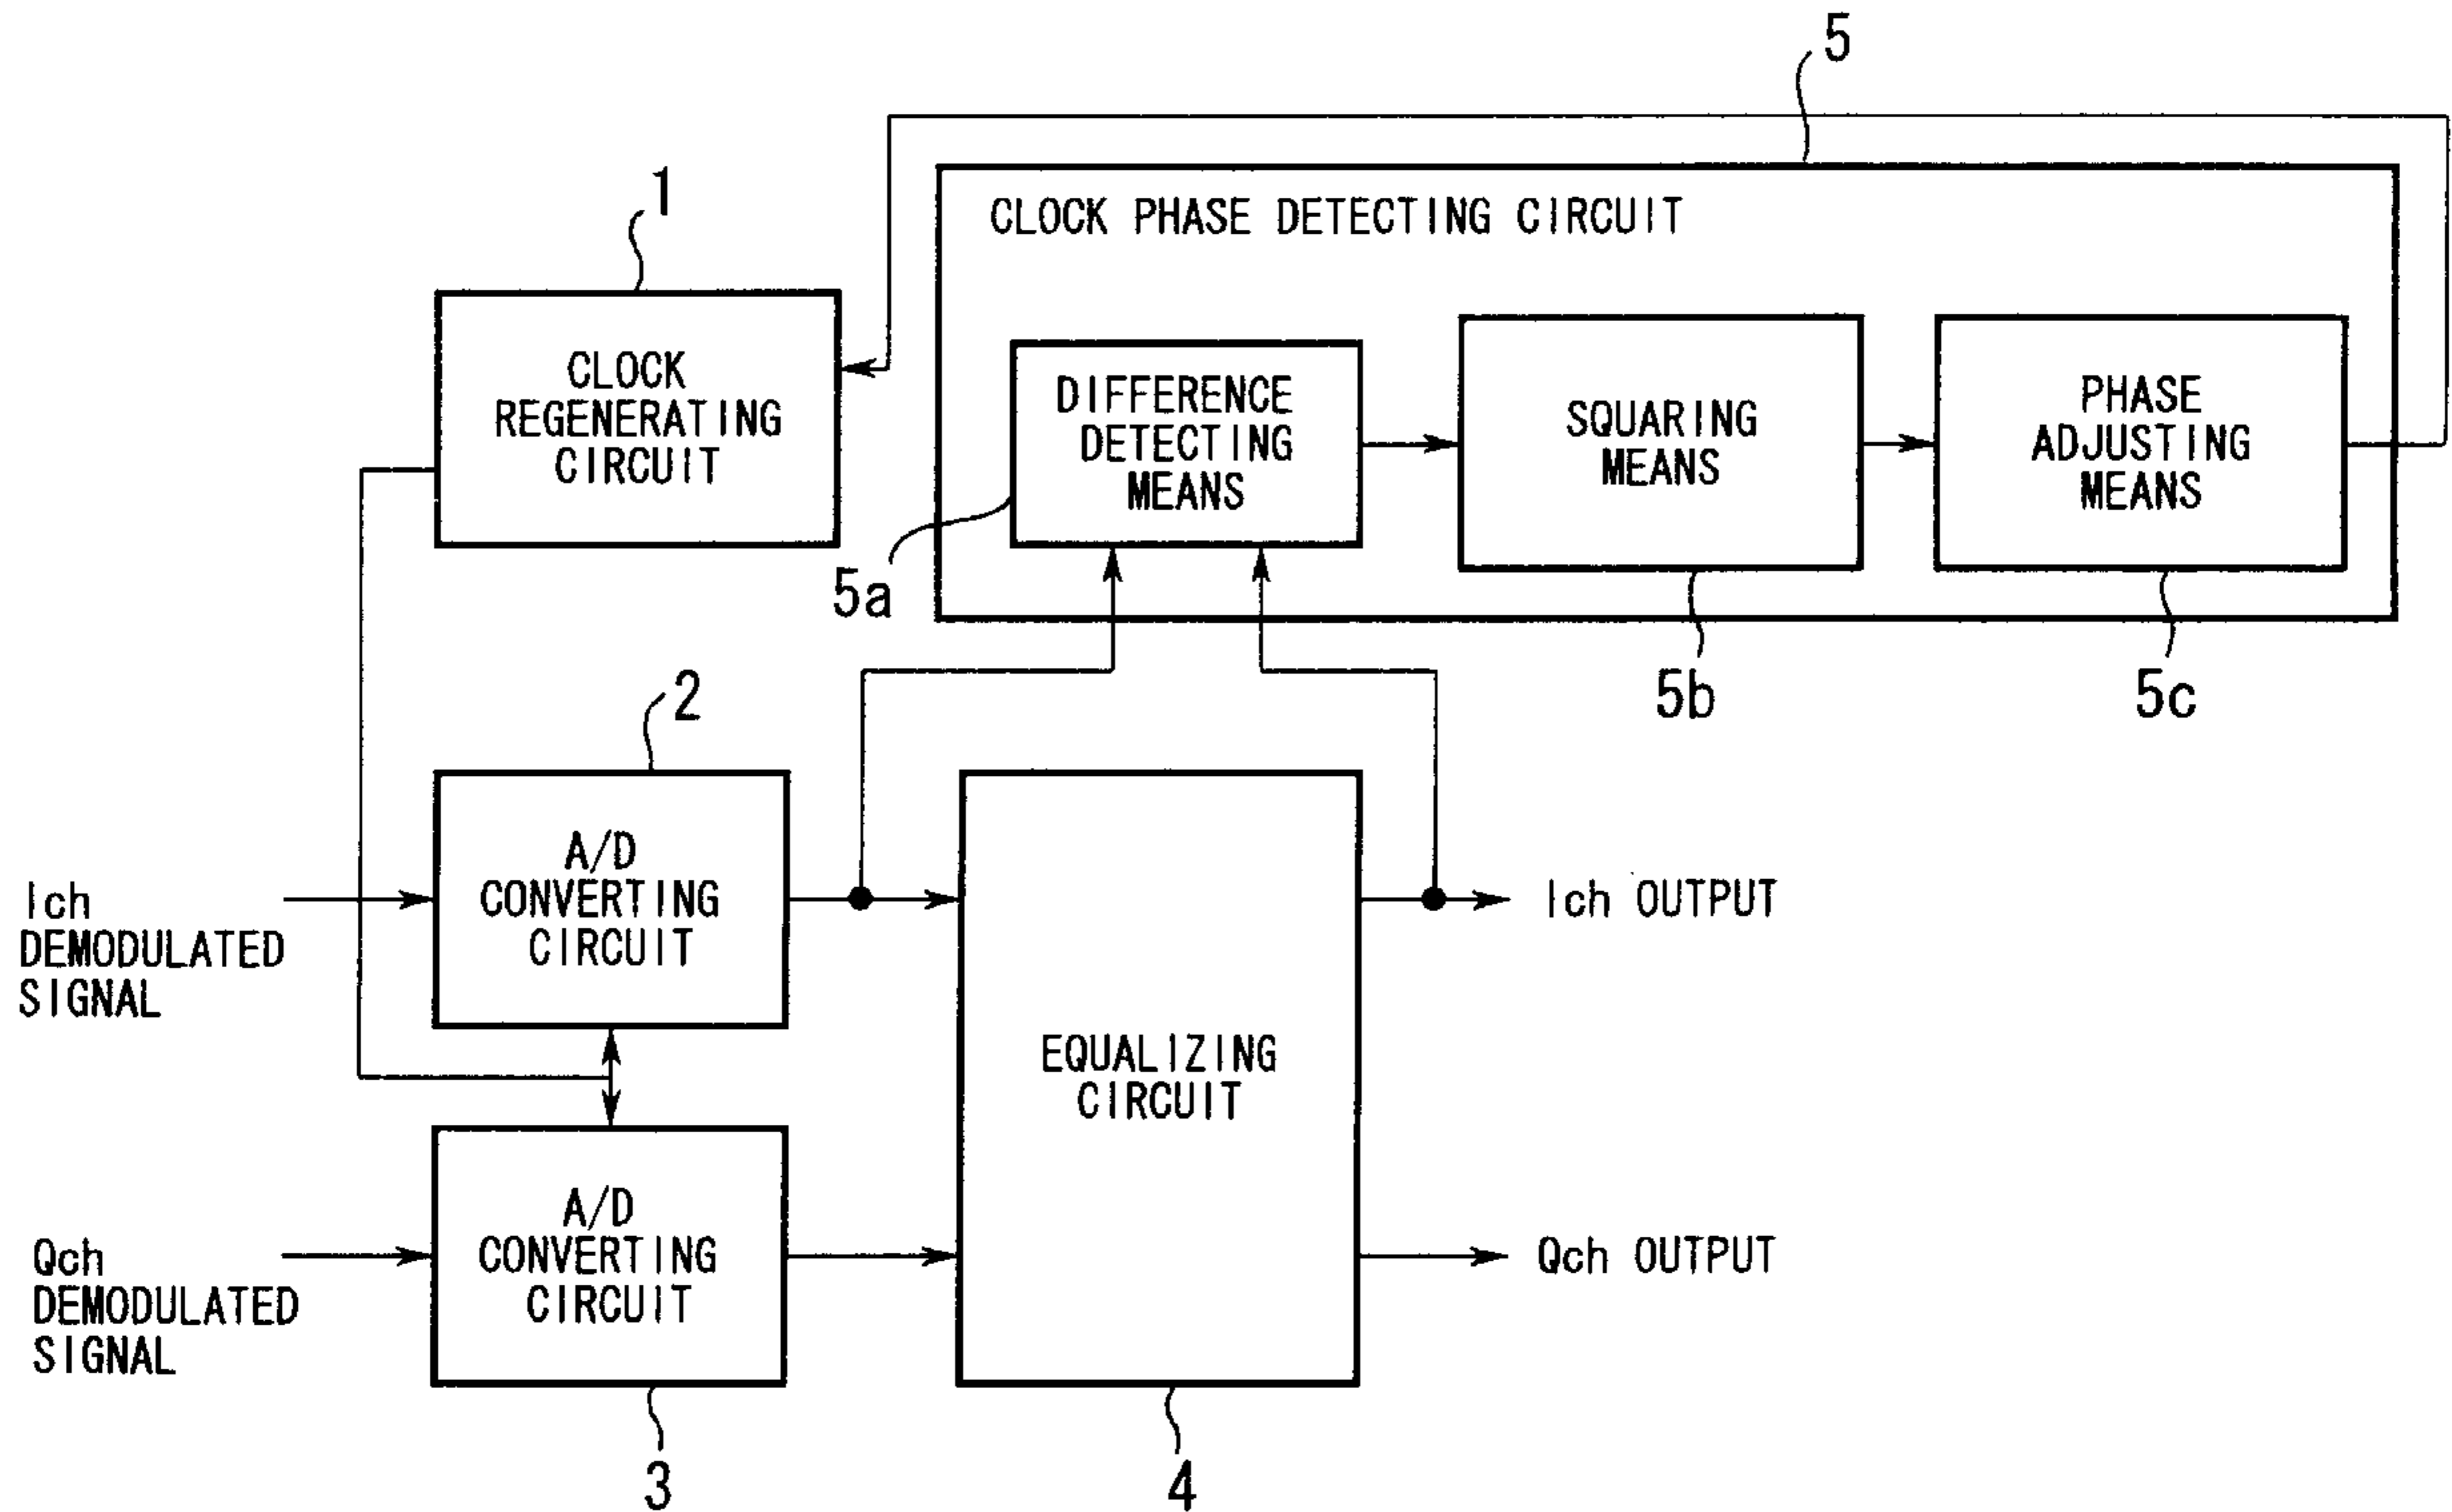 5
CLOCK PHASE DETECTING CIRCUIT
1
CLOCK
REGENERATING
CIRCUIT
DIFFERENCE
DETECTING
MEANS
SQUARING
MEANS
PHASE
ADJUSTING
MEANS
5a
5b
5c
2
A/D
CONVERTING
CIRCUIT
Ich
DEMODULATED
SIGNAL
Ich OUTPUT
EQUALIZING
CIRCUIT
A/D
CONVERTING
CIRCUIT
Qch
DEMODULATED
SIGNAL
Qch OUTPUT
3
4